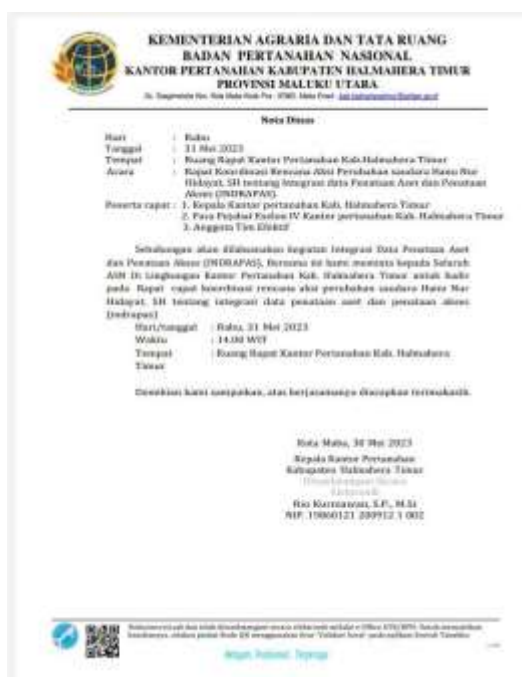 KEMENTERIAN AGRARIA DAN TATA RUANG
BADAN PERTANAHAN NASIONAL
KANTOR PERTANAHAN KABUPATEN HALMAHERA TIMUR
PROVINSI MALUKU UTARA
Nota Dinas
Hari : Rabu
Tanggal : 31 Mei 2023
Tempat : Ruang Rapat Kantor Pertanahan Kab.Halmahera Timur
Acara : Rapat Koordinasi Rencana Aksi Perubahan saudara Hanu Nur
Hidayat, SH tentang Integrasi data Penataan Aset dan Penataan
Akses (INDRAPAS).
Peserta rapat : 1. Kepala Kantor pertanahan Kab. Halmahera Timur
2. Para Pejabat Eselon IV Kantor pertanahan Kab. Halmahera Timur
3. Anggota Tim Efektif
Sehubungan akan dilaksanakan kegiatan Integrasi Data Penataan Aset
dan Penataan Akses (INDRAPAS), Bersama ini kami meminta kepada Seluruh
ASN Di Lingkungan Kantor Pertanahan Kab. Halmahera Timur untuk hadir
pada Rapat rapat koordinasi rencana aksi perubahan saudara Hanu Nur
Hidayat, SH tentang integrasi data penataan aset dan penataan akses
(indrapas)
Hari/tanggal : Rabu, 31 Mei 2023
Waktu : 14.00 WIT
Tempat : Ruang Rapat Kantor Pertanahan Kab. Halmahera
Timur
Demikian kami sampaikan, atas kerjasamanya diucapkan terimakasih.
Kota Maba, 30 Mei 2023
Kepala Kantor Pertanahan
Kabupaten Halmahera Timur
Ditandatangani Secara
Elektronik
Rio Kurniawan, S.P., M.Si
NIP. 19860121 200912 1 002